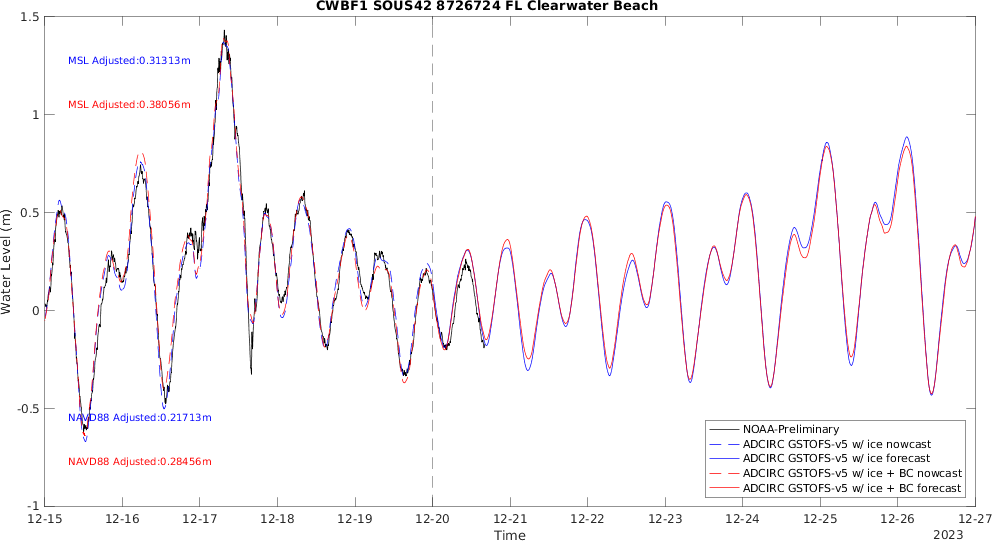 CWBF1 SOUS42 8726724 FL Clearwater Beach
1.5
1
0.5
0
-0.5
-1
Water Level (m)
MSL Adjusted:0.31313m
MSL Adjusted:0.38056m
NAVD88 Adjusted:0.21713m
NAVD88 Adjusted:0.28456m
NOAA-Preliminary
ADCIRC GSTOFS-v5 w/ ice nowcast
ADCIRC GSTOFS-v5 w/ ice forecast
ADCIRC GSTOFS-v5 w/ ice + BC nowcast
ADCIRC GSTOFS-v5 w/ ice + BC forecast
12-15 12-16 12-17 12-18 12-19 12-20 12-21 12-22 12-23 12-24 12-25 12-26 12-27
Time
2023